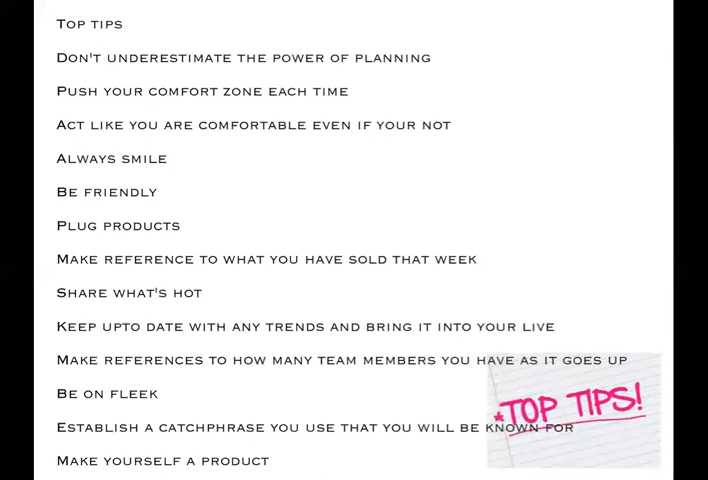 Top tips
Don't underestimate the power of planning
Push your comfort zone each time
Act like you are comfortable even if your not
Always smile
Be friendly
Plug products
Make reference to what you have sold that week
Share what's hot
Keep upto date with any trends and bring it into your live
Make references to how many team members you have as it goes up
Be on fleek
*TOP TIPS!
Establish a catchphrase you use that you will be known for
Make yourself a product